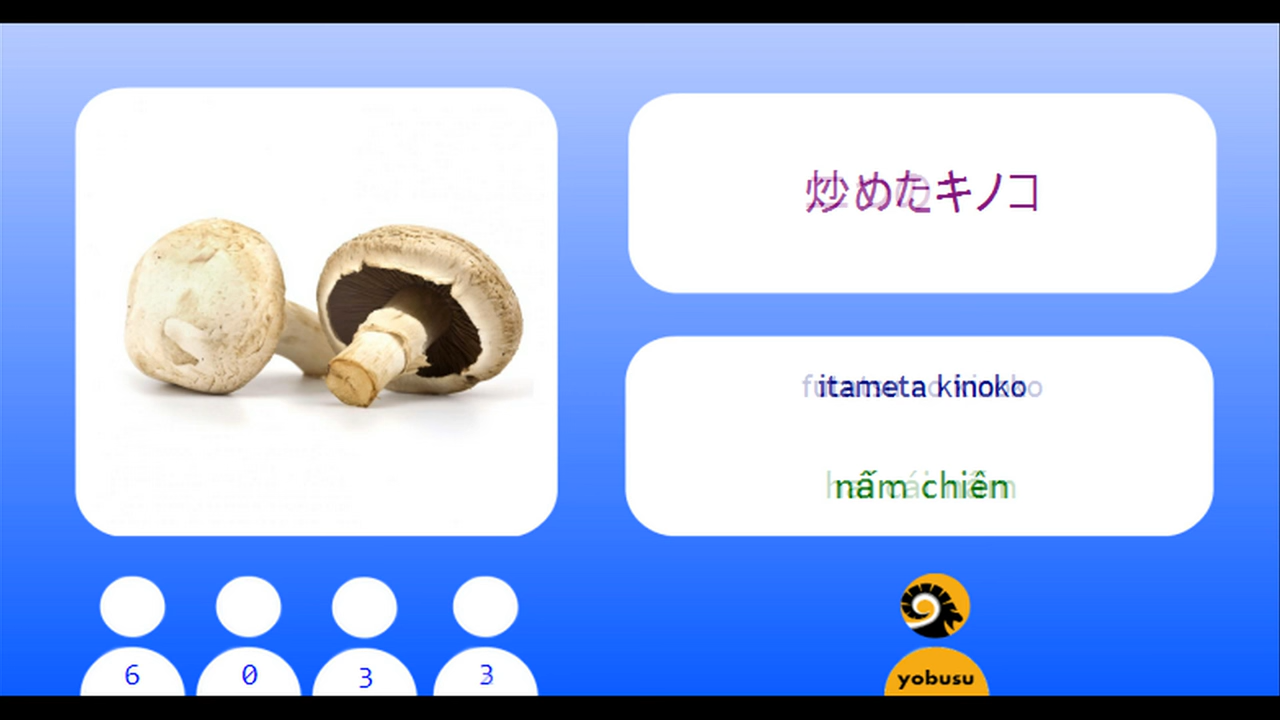 炒めたキノコ
itameta kinoko
nấm chiên
6 0 3 3
yobusu